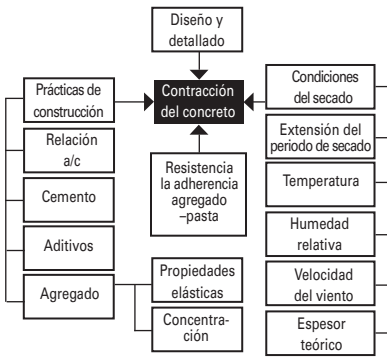 Diseño y
detallado
Prácticas de
construcción
Contracción
del concreto
Condiciones
del secado
Relación
a/c
Extensión del
periodo de secado
Resistencia
la adherencia
agregado
–pasta
Cemento
Temperatura
Aditivos
Humedad
relativa
Agregado
Propiedades
elásticas
Velocidad
del viento
Concentra-
ción
Espesor
teórico